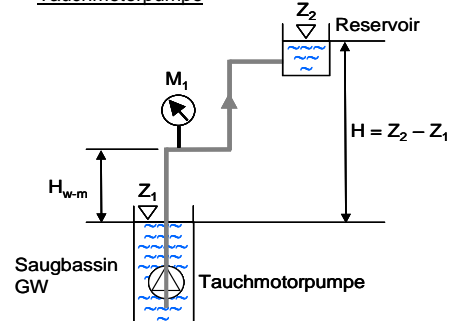 Tauchmotorpumpe
Z2
Reservoir
M1
H = Z2 – Z1
Hw-m
Z1
Saugbassin
GW
Tauchmotorpumpe